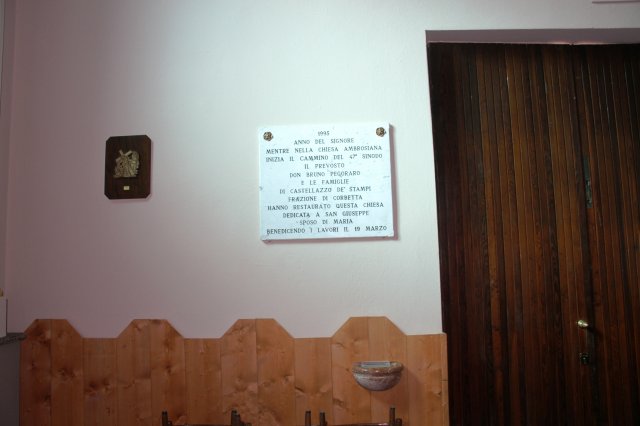 1995
ANNO DEL SIGNORE
MENTRE NELLA CHIESA AMBROSIANA
INIZIA IL CAMMINO DEL 47° SINODO
IL PREVOSTO
DON BRUNO PEGORARO
E LE FAMIGLIE
DI CASTELLAZZO DE' STAMPI
FRAZIONE DI CORBETTA
HANNO RESTAURATO QUESTA CHIESA
DEDICATA A SAN GIUSEPPE
SPOSO DI MARIA
BENEDICENDO I LAVORI IL 19 MARZO